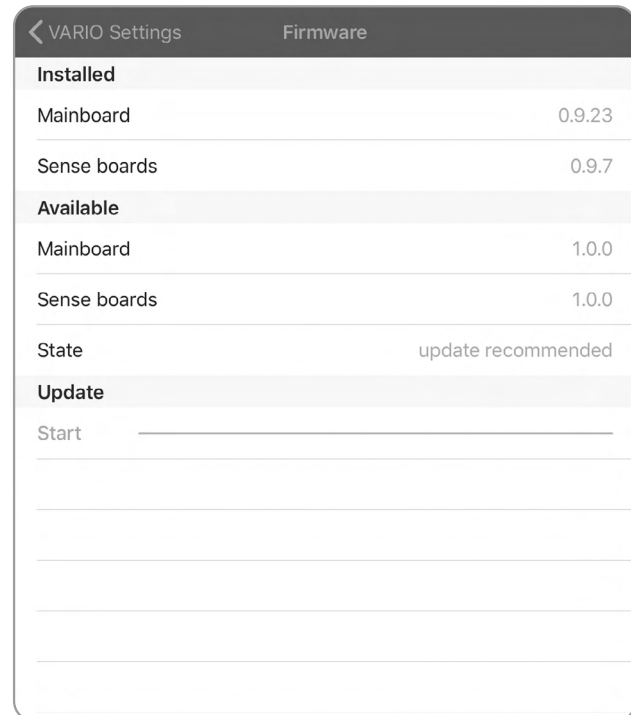 VARIO Settings Firmware
Installed
Mainboard 0.9.23
Sense boards 0.9.7
Available
Mainboard 1.0.0
Sense boards 1.0.0
State update recommended
Update
Start